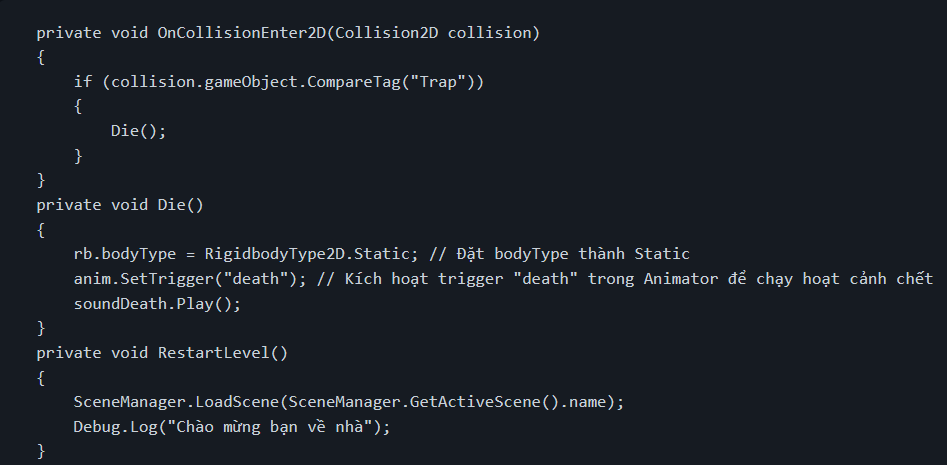 private void OnCollisionEnter2D(Collision2D collision)
{
    if (collision.gameObject.CompareTag("Trap"))
    {
        Die();
    }
}
private void Die()
{
    rb.bodyType = RigidbodyType2D.Static; // Đặt bodyType thành Static
    anim.SetTrigger("death"); // Kích hoạt trigger "death" trong Animator để chạy hoạt cảnh chết
    soundDeath.Play();
}
private void RestartLevel()
{
    SceneManager.LoadScene(SceneManager.GetActiveScene().name);
    Debug.Log("Chào mừng bạn về nhà");
}